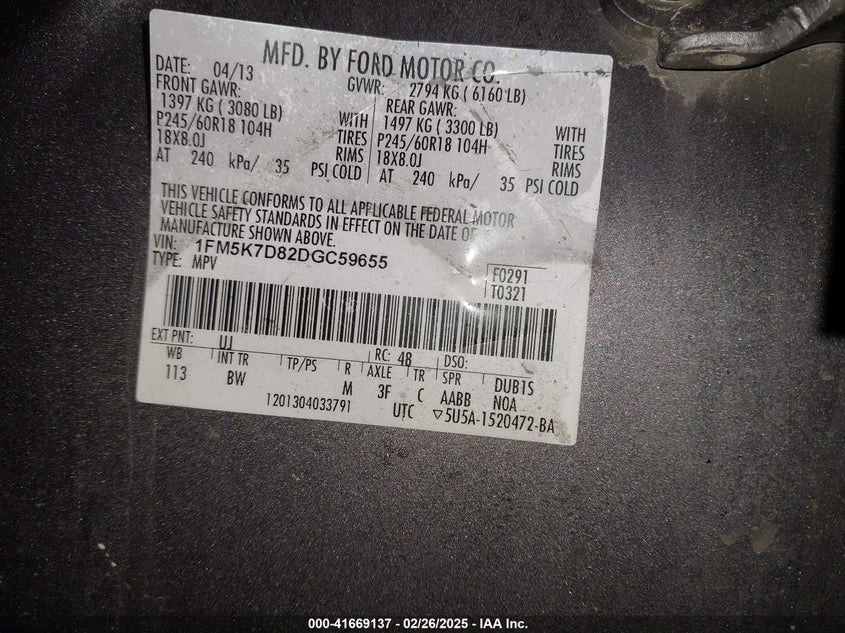 MFD. BY FORD MOTOR CO.
DATE: 04/13 GVWR: 2794 KG ( 6160 LB)
FRONT GAWR: REAR GAWR:
1397 KG ( 3080 LB) WITH 1497 KG ( 3300 LB) WITH
P245/60R18 104H TIRES P245/60R18 104H TIRES
18X8.0J RIMS 18X8.0J RIMS
AT 240 kPa/ 35 PSI COLD AT 240 kPa/ 35 PSI COLD
THIS VEHICLE CONFORMS TO ALL APPLICABLE FEDERAL MOTOR
VEHICLE SAFETY STANDARDS IN EFFECT ON THE DATE OF
MANUFACTURE SHOWN ABOVE.
VIN: 1FM5K7D82DGC59655
TYPE: MPV
F0291
T0321
EXT PNT: UJ RC: 48 DSO:
WB INT TR TP/PS R AXLE TR SPR DUB1S
113 BW M 3F C AABB NOA
1201304033791 UTC ▽5U5A-1520472-BA
000-41669137 - 02/26/2025 - IAA Inc.